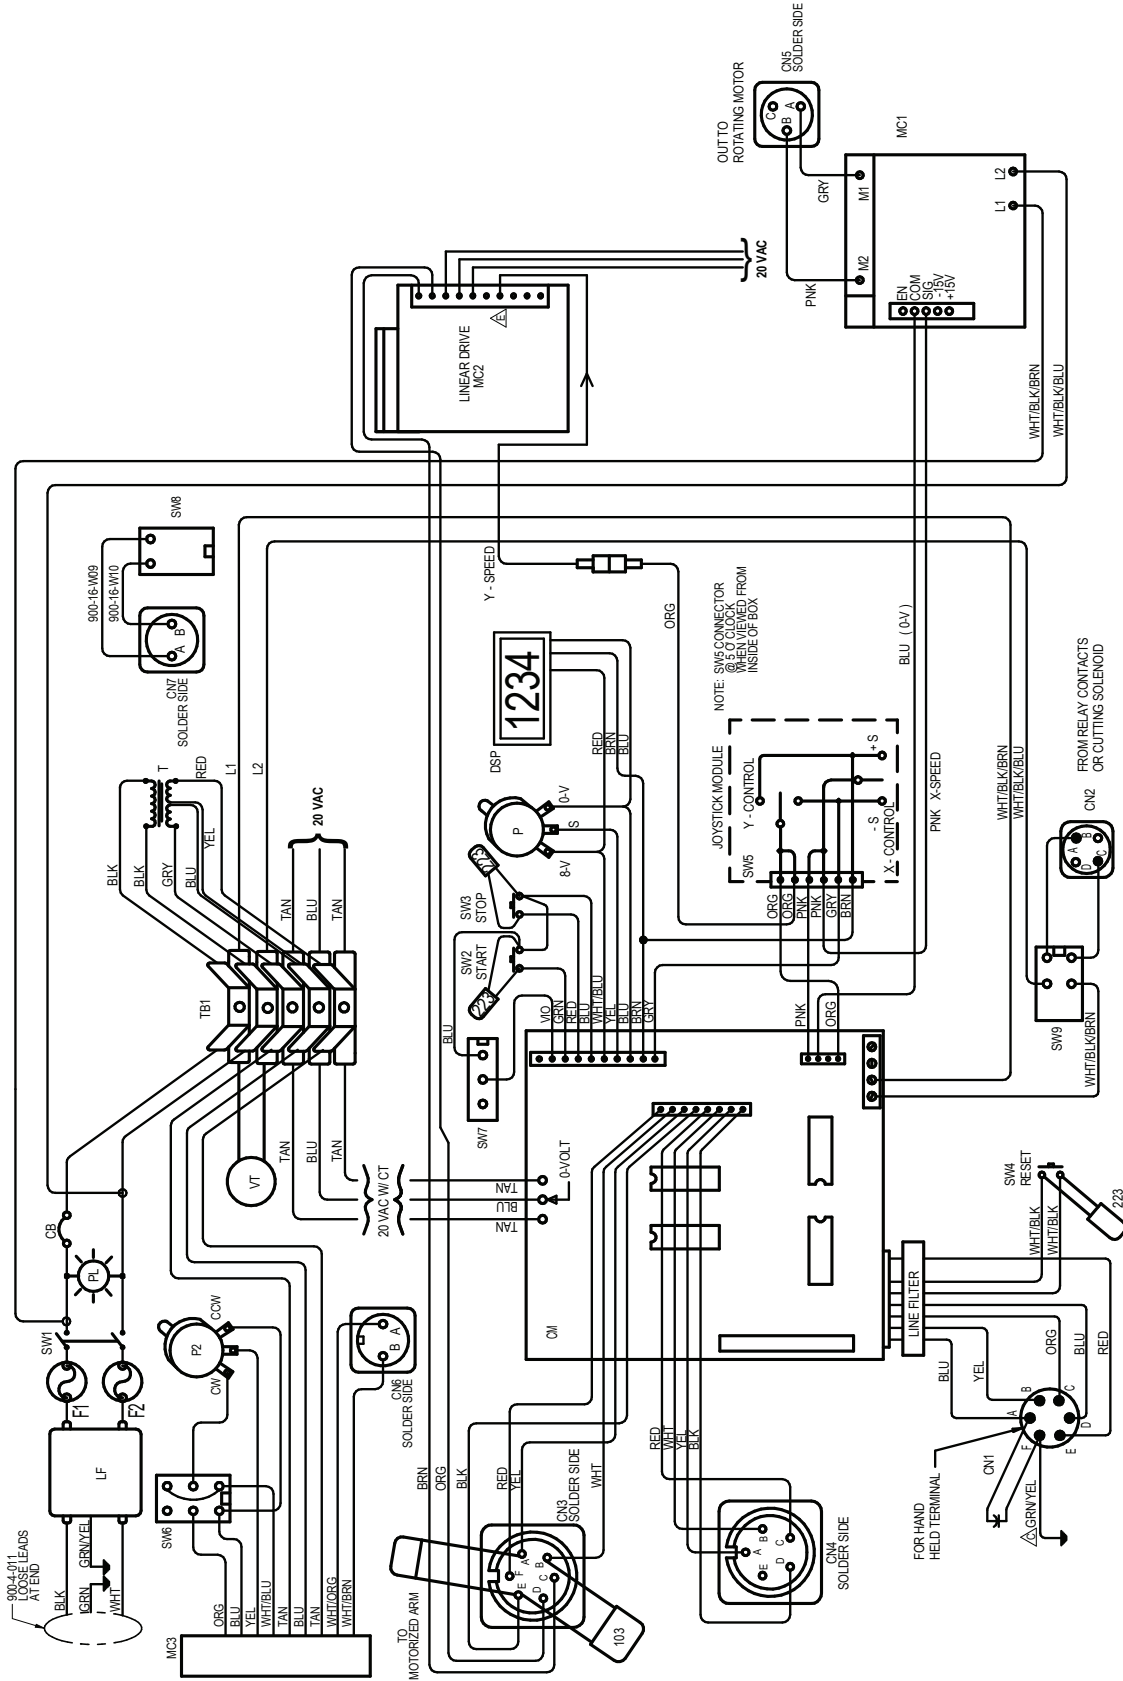 900-4-011
LOOSE LEADS
AT END
BLK
GRN
GRN/YEL
WHT
LF
F1
F2
SW1
PL
CB
VT
TB1
BLK
BLK
GRY
BLU
YEL
RED
T
L1
L2
TAN
BLU
TAN
20 VAC
TAN
BLU
TAN
20 VAC W/ CT
CN7
SOLDER SIDE
A
B
900-16-W09
900-16-W10
SW8
MC3
ORG
BLU
YEL
WHT/BLU
TAN
BLU
TAN
WHT/ORG
WHT/BRN
SW6
P2
CW
CCW
CN6
SOLDER SIDE
B
A
TO
MOTORIZED ARM
BRN
ORG
BLK
RED
YEL
WHT
CN3
SOLDER SIDE
A
B
C
D
E
F
103
RED
WHT
YEL
BLK
CN4
SOLDER SIDE
A
B
C
D
E
CM
TAN
BLU
TAN
0-VOLT
SW7
BLU
SW2
START
223
SW3
STOP
VIO
GRN
RED
BLU
WHT/BLU
YEL
BLU
BRN
GRY
P
8-V
S
0-V
DSP
1234
RED
BRN
BLU
Y - SPEED
ORG
LINEAR DRIVE
MC2
E
20 VAC
OUT TO
ROTATING MOTOR
CN5
SOLDER SIDE
A
B
C
GRY
PNK
M1
M2
MC1
EN
COM
SIG
-15V
+15V
L1
L2
WHT/BLK/BRN
WHT/BLK/BLU
NOTE: SW5 CONNECTOR
@ 5 O' CLOCK
WHEN VIEWED FROM
INSIDE OF BOX
JOYSTICK MODULE
SW5
Y - CONTROL
X - CONTROL
- S
+ S
ORG
ORG
PNK
PNK
GRY
BRN
BLU ( 0-V )
PNK X-SPEED
PNK
ORG
WHT/BLK/BRN
WHT/BLK/BLU
FROM RELAY CONTACTS
OR CUTTING SOLENOID
CN2
A
B
C
D
SW9
WHT/BLK/BRN
LINE FILTER
SW4
RESET
WHT/BLK
WHT/BLK
223
BLU
YEL
ORG
BLU
RED
FOR HAND
HELD TERMINAL
CN1
A
B
C
D
E
F
GRN/YEL